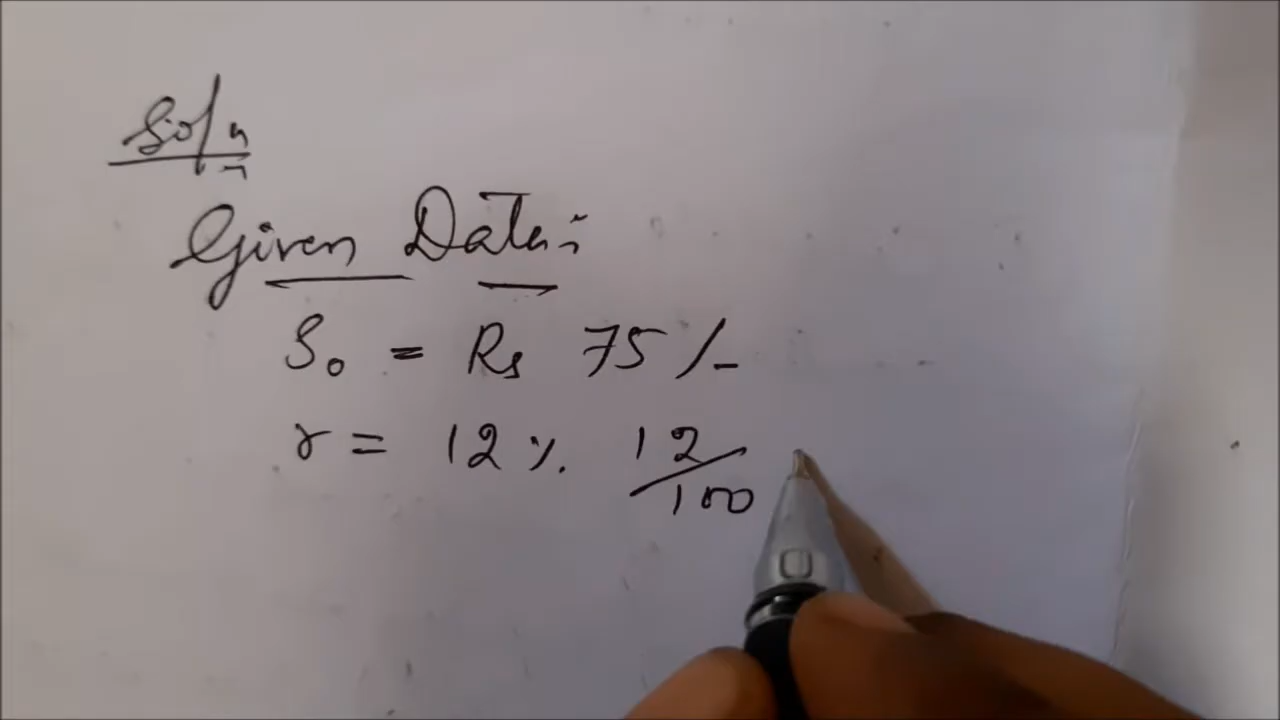 Soln
Given Data:
S₀ = Rs 75/-
r = 12 % 12/100